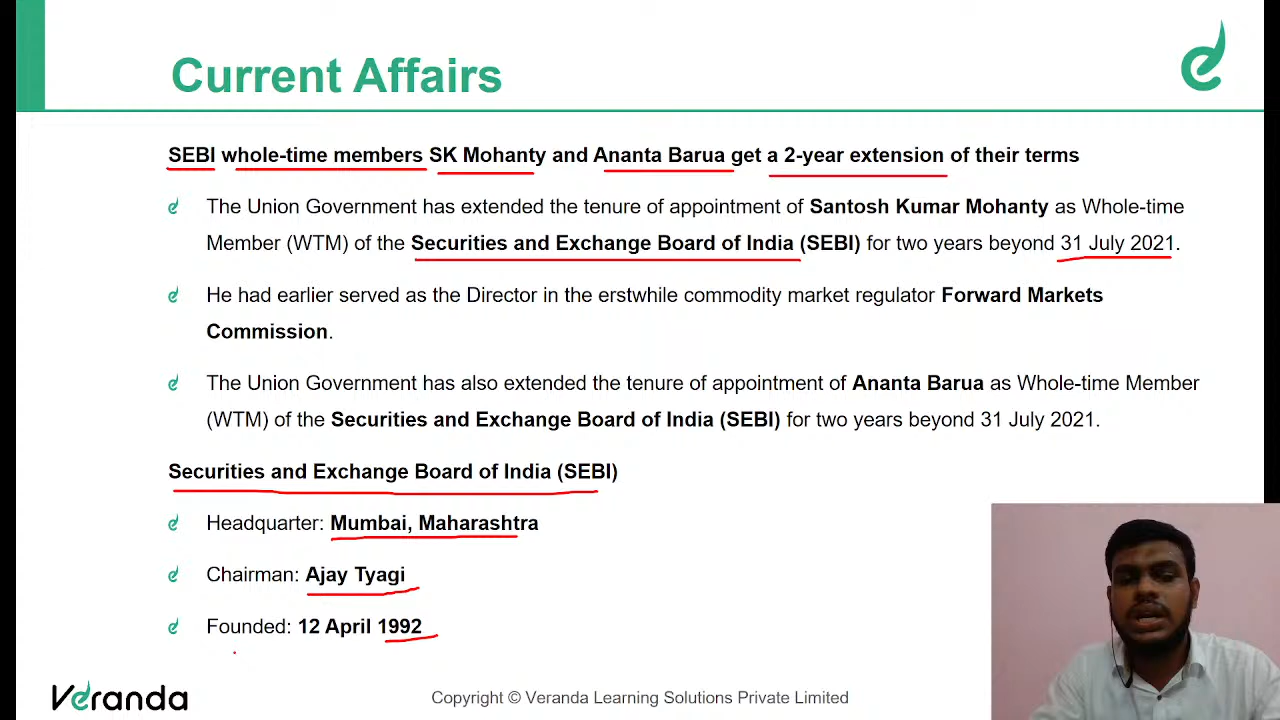 Current Affairs
SEBI whole-time members SK Mohanty and Ananta Barua get a 2-year extension of their terms
The Union Government has extended the tenure of appointment of Santosh Kumar Mohanty as Whole-time
Member (WTM) of the Securities and Exchange Board of India (SEBI) for two years beyond 31 July 2021.
He had earlier served as the Director in the erstwhile commodity market regulator Forward Markets
Commission.
The Union Government has also extended the tenure of appointment of Ananta Barua as Whole-time Member
(WTM) of the Securities and Exchange Board of India (SEBI) for two years beyond 31 July 2021.
Securities and Exchange Board of India (SEBI)
Headquarter: Mumbai, Maharashtra
Chairman: Ajay Tyagi
Founded: 12 April 1992
Veranda
Copyright © Veranda Learning Solutions Private Limited